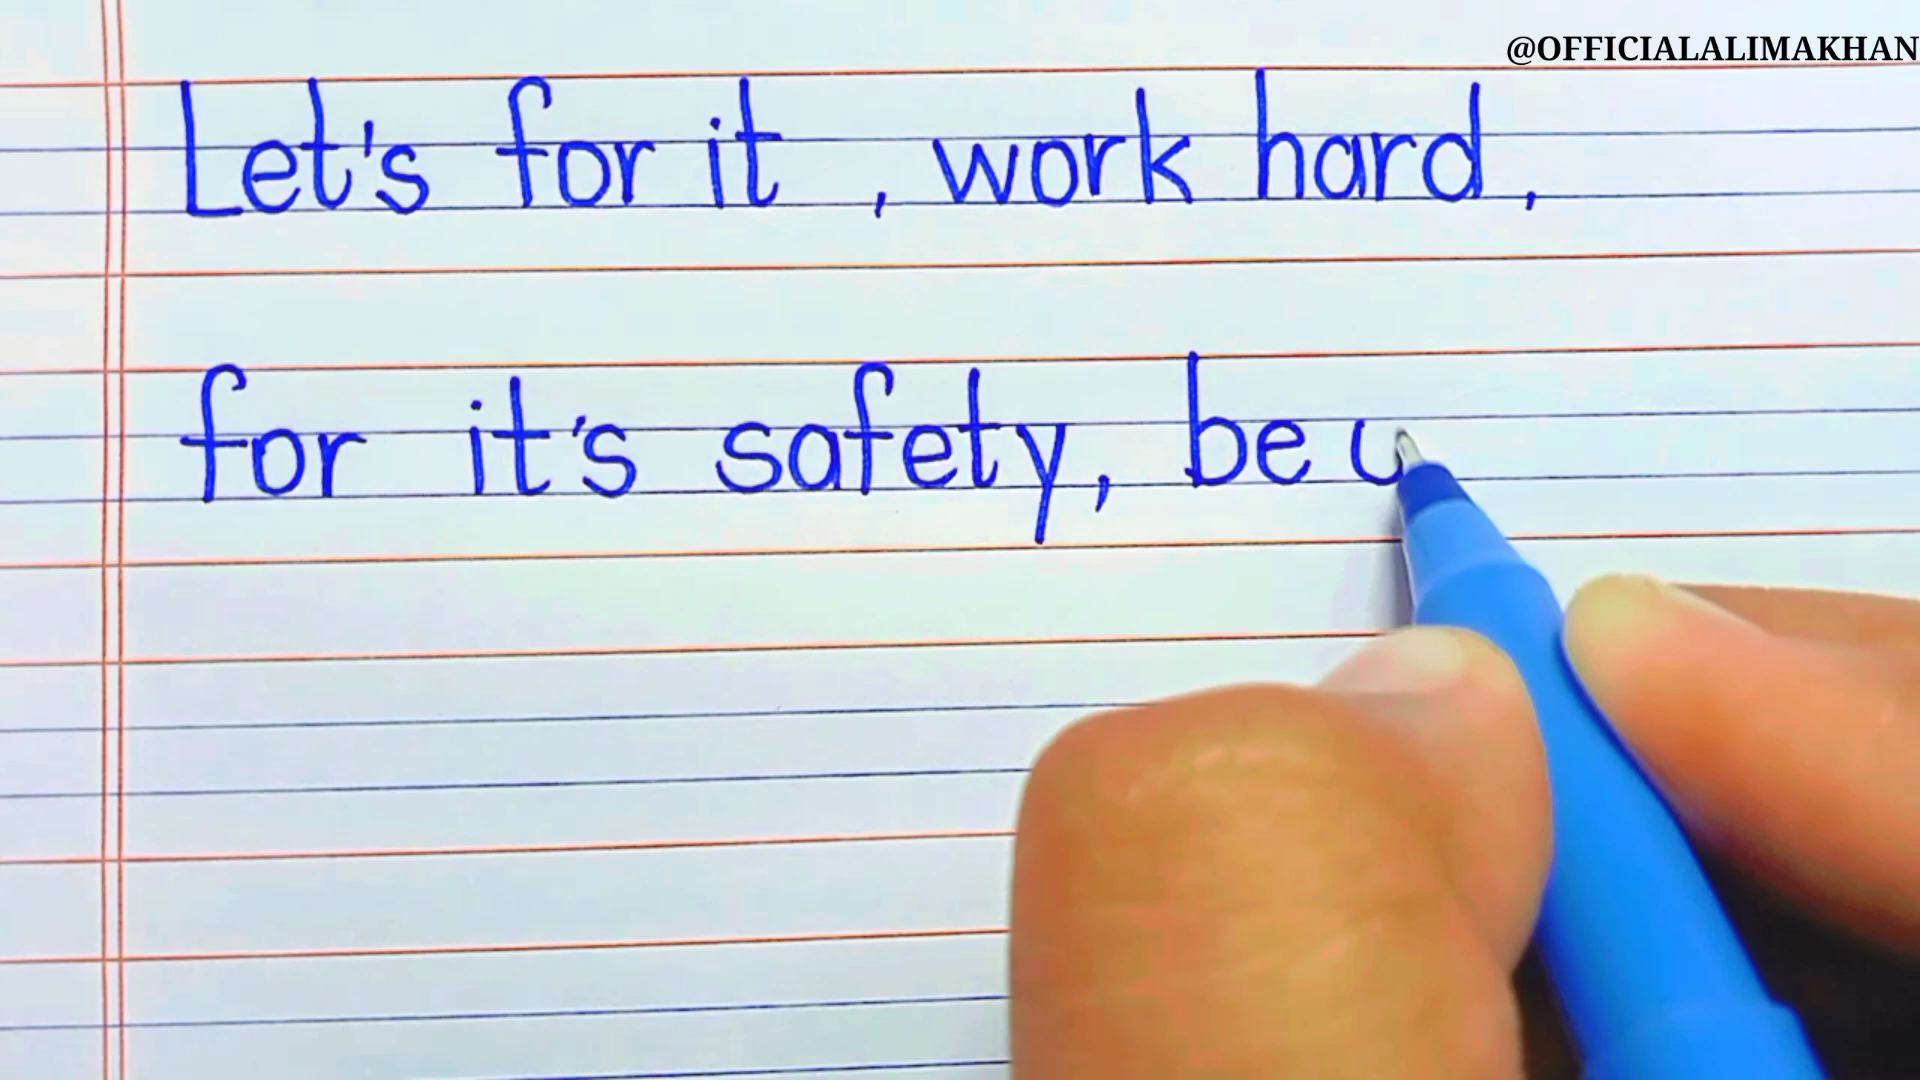 @OFFICIALALIMAKHAN
Let's for it , work hard,
for it's safety, be